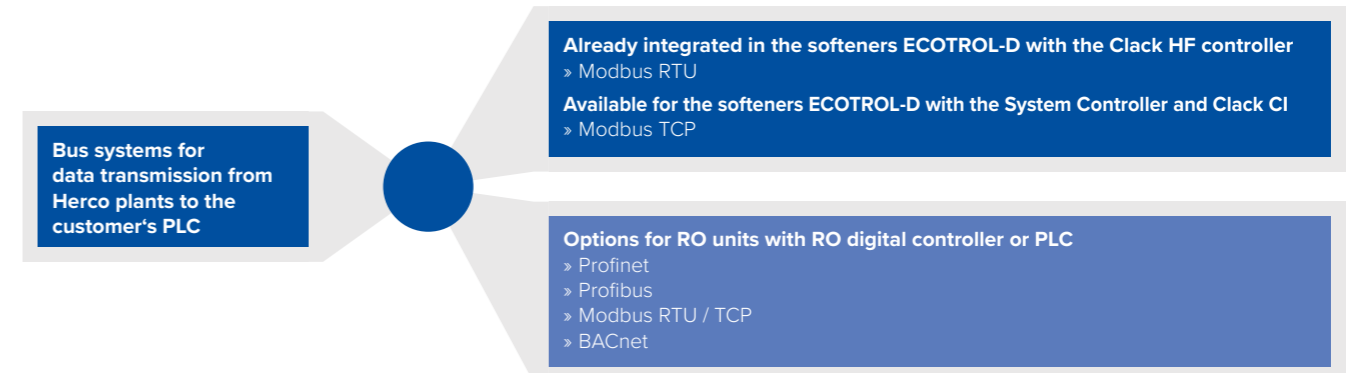 Bus systems for
data transmission from
Herco plants to the
customer‘s PLC
Already integrated in the softeners ECOTROL-D with the Clack HF controller
» Modbus RTU
Available for the softeners ECOTROL-D with the System Controller and Clack CI
» Modbus TCP
Options for RO units with RO digital controller or PLC
» Profinet
» Profibus
» Modbus RTU / TCP
» BACnet